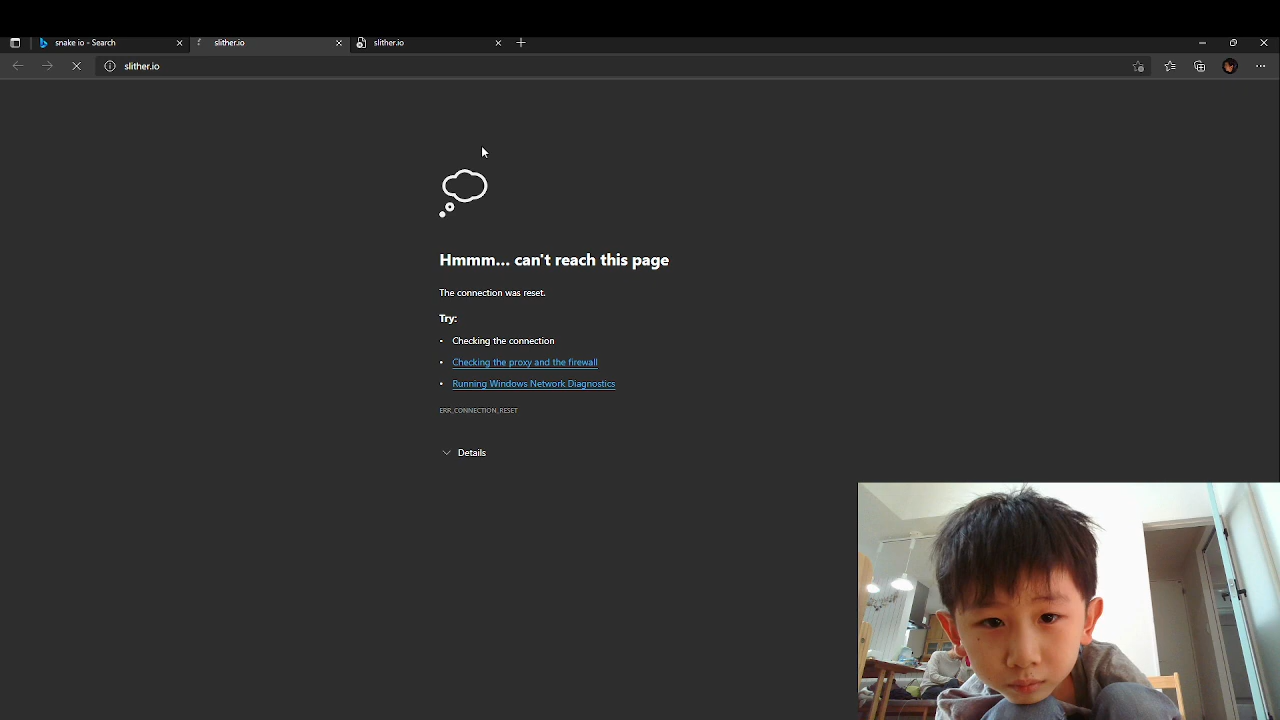 snake io - Search
slither.io
slither.io
slither.io
Hmmm... can't reach this page
The connection was reset.
Try:
• Checking the connection
• Checking the proxy and the firewall
• Running Windows Network Diagnostics
ERR_CONNECTION_RESET
Details